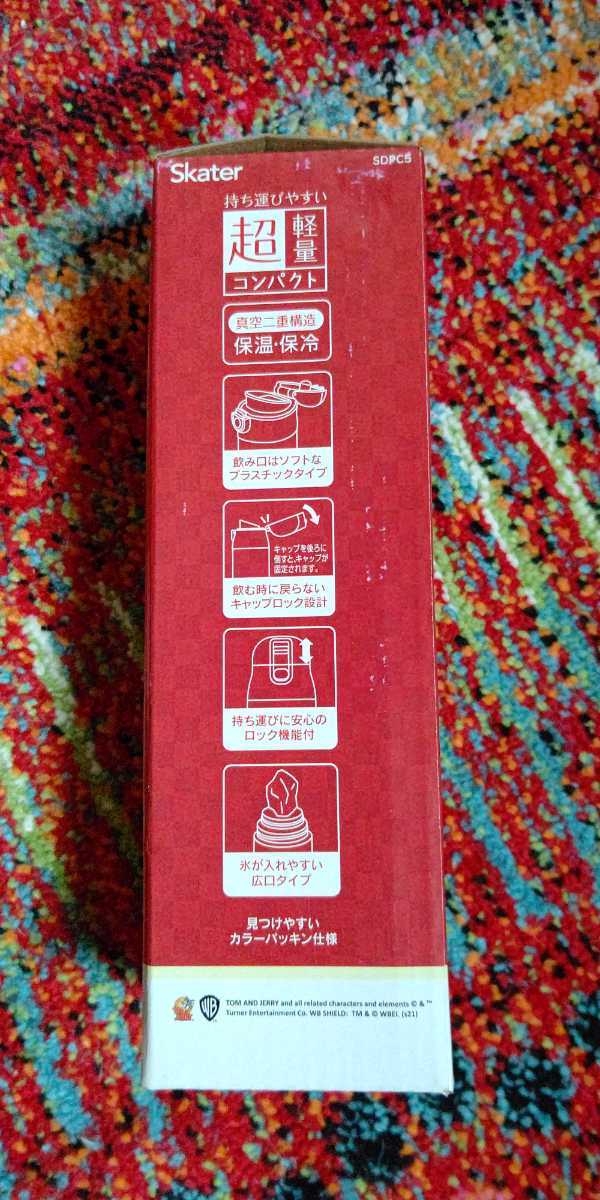 Skater
SDPC5
持ち運びやすい
超軽量
コンパクト
真空二重構造
保温・保冷
飲み口はソフトな
プラスチックタイプ
キャップを後ろに
倒すと、キャップが
固定されます。
飲む時に戻らない
キャップロック設計
持ち運びに安心の
ロック機能付
氷が入れやすい
広口タイプ
見つけやすい
カラーパッキン仕様
WB
TOM AND JERRY and all related characters and elements © & ™
Turner Entertainment Co. WB SHIELD: TM & © WBEI. (s21)